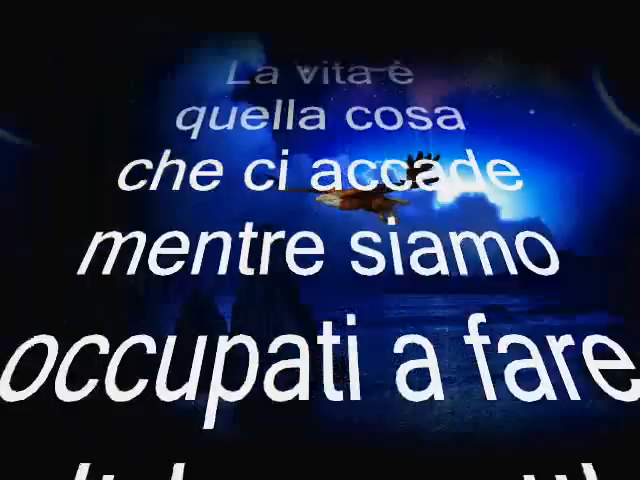 La vita è
quella cosa
che ci accade
mentre siamo
occupati a fare